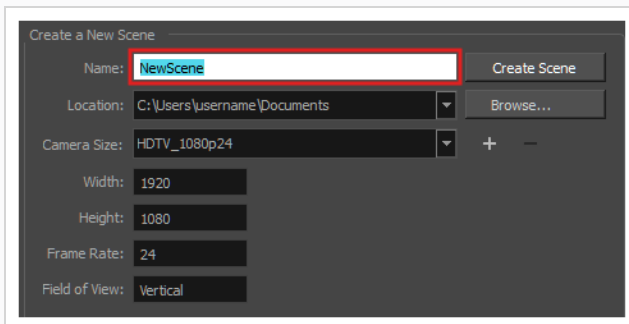 Create a New Scene
Name: NewScene Create Scene
Location: C:\Users\username\Documents Browse...
Camera Size: HDTV_1080p24 + −
Width: 1920
Height: 1080
Frame Rate: 24
Field of View: Vertical